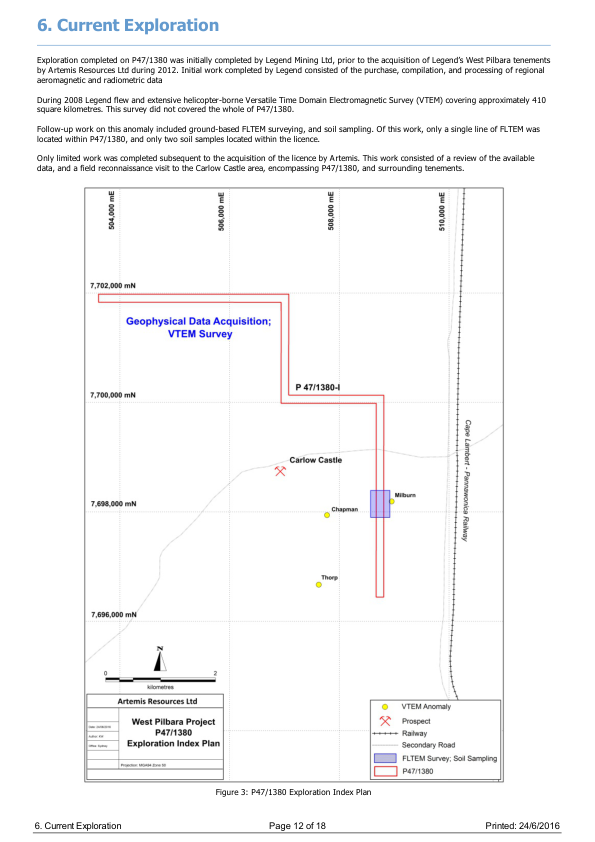 6. Current Exploration
Exploration completed on P47/1380 was initially completed by Legend Mining Ltd, prior to the acquisition of Legend's West Pilbara tenements
by Artemis Resources Ltd during 2012. Initial work completed by Legend consisted of the purchase, compilation, and processing of regional
aeromagnetic and radiometric data
During 2008 Legend flew and extensive helicopter-borne Versatile Time Domain Electromagnetic Survey (VTEM) covering approximately 410
square kilometres. This survey did not covered the whole of P47/1380.
Follow-up work on this anomaly included ground-based FLTEM surveying, and soil sampling. Of this work, only a single line of FLTEM was
located within P47/1380, and only two soil samples located within the licence.
Only limited work was completed subsequent to the acquisition of the licence by Artemis. This work consisted of a review of the available
data, and a field reconnaissance visit to the Carlow Castle area, encompassing P47/1380, and surrounding tenements.
504,000 mE
506,000 mE
508,000 mE
510,000 mE
7,702,000 mN
Geophysical Data Acquisition;
VTEM Survey
P 47/1380-I
7,700,000 mN
Carlow Castle
Cape Lambert - Pannawonica Railway
Milburn
7,698,000 mN
Chapman
Thorp
7,696,000 mN
N
0 2
kilometres
Artemis Resources Ltd
West Pilbara Project
P47/1380
Exploration Index Plan
Projection: MGA94 Zone 50
VTEM Anomaly
Prospect
Railway
Secondary Road
FLTEM Survey; Soil Sampling
P47/1380
Figure 3: P47/1380 Exploration Index Plan
6. Current Exploration Page 12 of 18 Printed: 24/6/2016